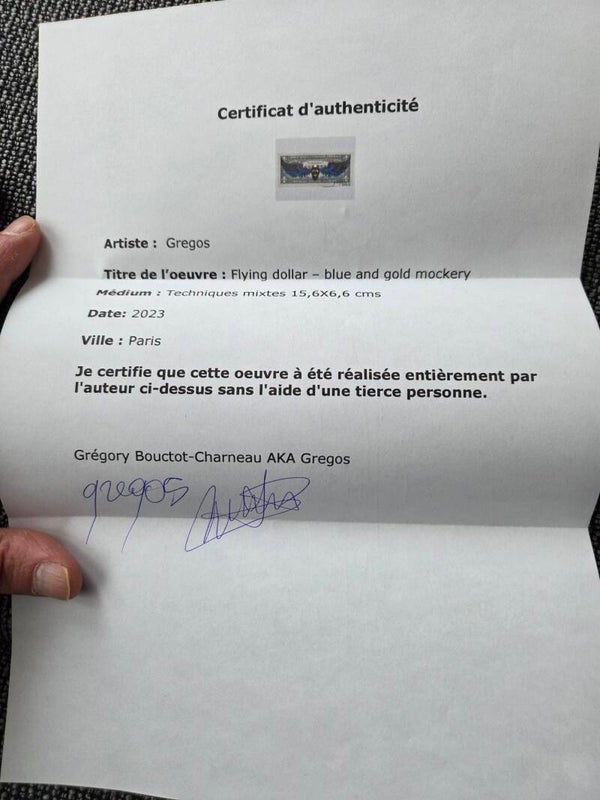 Certificat d'authenticité
Artiste : Gregos
Titre de l'oeuvre : Flying dollar – blue and gold mockery
Médium : Techniques mixtes 15,6X6,6 cms
Date: 2023
Ville : Paris
Je certifie que cette oeuvre à été réalisée entièrement par
l'auteur ci-dessus sans l'aide d'une tierce personne.
Grégory Bouctot-Charneau AKA Gregos
gregos